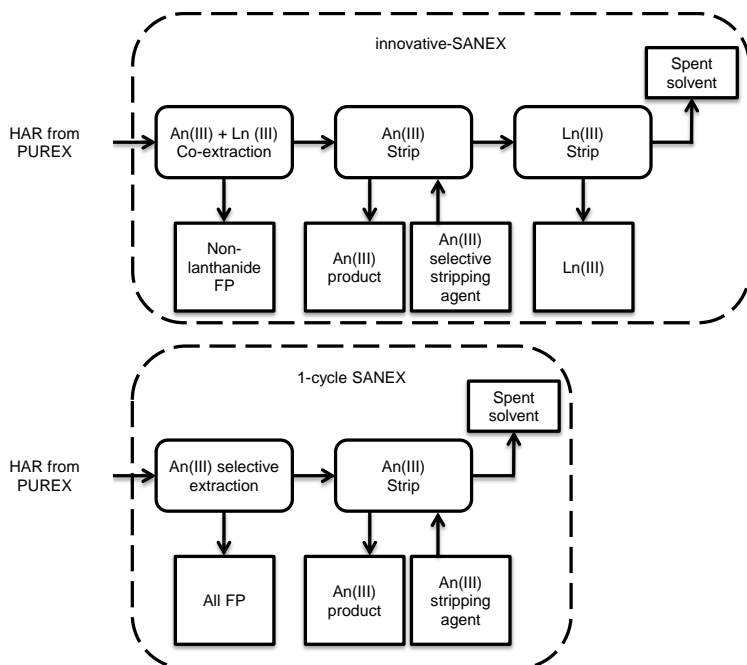 innovative-SANEX
Spent
solvent
HAR from
PUREX
An(III) + Ln (III)
Co-extraction
An(III)
Strip
Ln(III)
Strip
Non-
lanthanide
FP
An(III)
product
An(III)
selective
stripping
agent
Ln(III)
1-cycle SANEX
Spent
solvent
HAR from
PUREX
An(III) selective
extraction
An(III)
Strip
All FP
An(III)
product
An(III)
stripping
agent